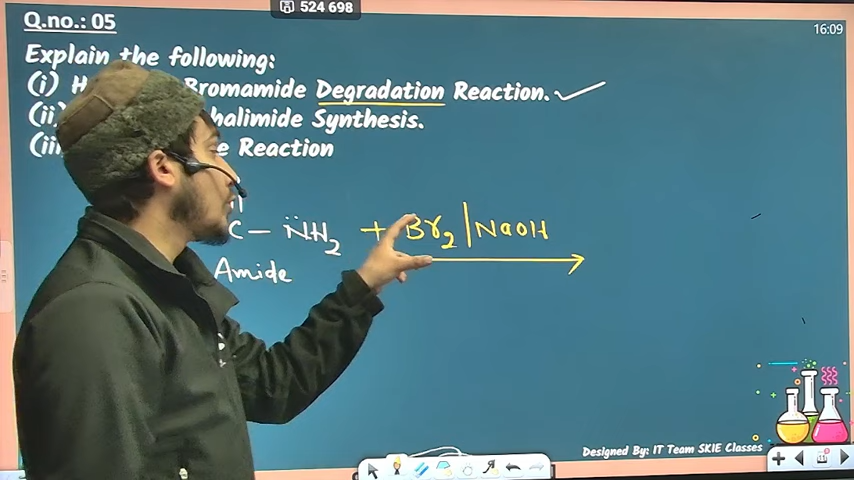 524 698
16:09
Q.no.: 05
Explain the following:
(i) H Bromamide Degradation Reaction.
(ii) halimide Synthesis.
(iii e Reaction
C - NH2 + Br2 | NaOH
Amide
Designed By: IT Team SKIE Classes